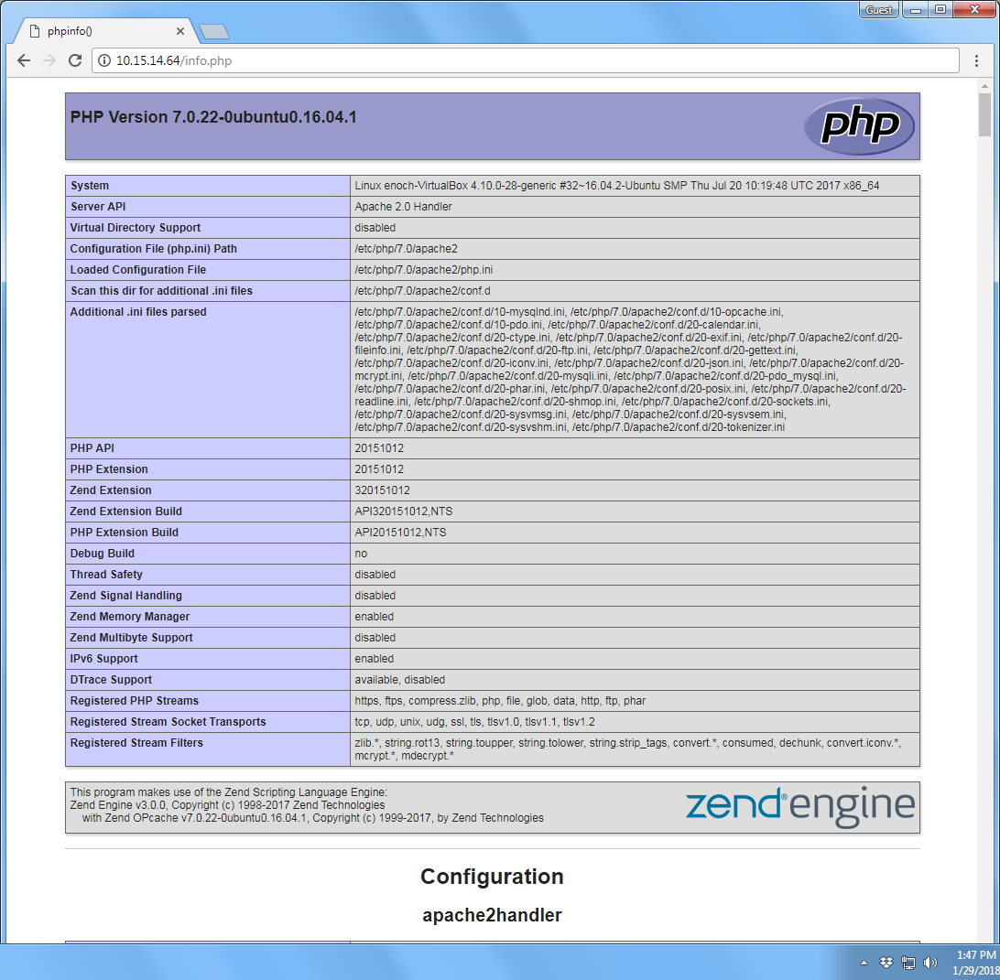 Guest
phpinfo()
10.15.14.64/info.php
PHP Version 7.0.22-0ubuntu0.16.04.1
php
System Linux enoch-VirtualBox 4.10.0-28-generic #32~16.04.2-Ubuntu SMP Thu Jul 20 10:19:48 UTC 2017 x86_64
Server API Apache 2.0 Handler
Virtual Directory Support disabled
Configuration File (php.ini) Path /etc/php/7.0/apache2
Loaded Configuration File /etc/php/7.0/apache2/php.ini
Scan this dir for additional .ini files /etc/php/7.0/apache2/conf.d
Additional .ini files parsed /etc/php/7.0/apache2/conf.d/10-mysqlnd.ini, /etc/php/7.0/apache2/conf.d/10-opcache.ini,
/etc/php/7.0/apache2/conf.d/10-pdo.ini, /etc/php/7.0/apache2/conf.d/20-calendar.ini,
/etc/php/7.0/apache2/conf.d/20-ctype.ini, /etc/php/7.0/apache2/conf.d/20-exif.ini, /etc/php/7.0/apache2/conf.d/20-
fileinfo.ini, /etc/php/7.0/apache2/conf.d/20-ftp.ini, /etc/php/7.0/apache2/conf.d/20-gettext.ini,
/etc/php/7.0/apache2/conf.d/20-iconv.ini, /etc/php/7.0/apache2/conf.d/20-json.ini, /etc/php/7.0/apache2/conf.d/20-
mcrypt.ini, /etc/php/7.0/apache2/conf.d/20-mysqli.ini, /etc/php/7.0/apache2/conf.d/20-pdo_mysql.ini,
/etc/php/7.0/apache2/conf.d/20-phar.ini, /etc/php/7.0/apache2/conf.d/20-posix.ini, /etc/php/7.0/apache2/conf.d/20-
readline.ini, /etc/php/7.0/apache2/conf.d/20-shmop.ini, /etc/php/7.0/apache2/conf.d/20-sockets.ini,
/etc/php/7.0/apache2/conf.d/20-sysvmsg.ini, /etc/php/7.0/apache2/conf.d/20-sysvsem.ini,
/etc/php/7.0/apache2/conf.d/20-sysvshm.ini, /etc/php/7.0/apache2/conf.d/20-tokenizer.ini
PHP API 20151012
PHP Extension 20151012
Zend Extension 320151012
Zend Extension Build API320151012,NTS
PHP Extension Build API20151012,NTS
Debug Build no
Thread Safety disabled
Zend Signal Handling disabled
Zend Memory Manager enabled
Zend Multibyte Support disabled
IPv6 Support enabled
DTrace Support available, disabled
Registered PHP Streams https, ftps, compress.zlib, php, file, glob, data, http, ftp, phar
Registered Stream Socket Transports tcp, udp, unix, udg, ssl, tls, tlsv1.0, tlsv1.1, tlsv1.2
Registered Stream Filters zlib.*, string.rot13, string.toupper, string.tolower, string.strip_tags, convert.*, consumed, dechunk, convert.iconv.*,
mcrypt.*, mdecrypt.*
This program makes use of the Zend Scripting Language Engine:
Zend Engine v3.0.0, Copyright (c) 1998-2017 Zend Technologies
with Zend OPcache v7.0.22-0ubuntu0.16.04.1, Copyright (c) 1999-2017, by Zend Technologies
zend® engine
Configuration
apache2handler
1:47 PM
1/29/2018